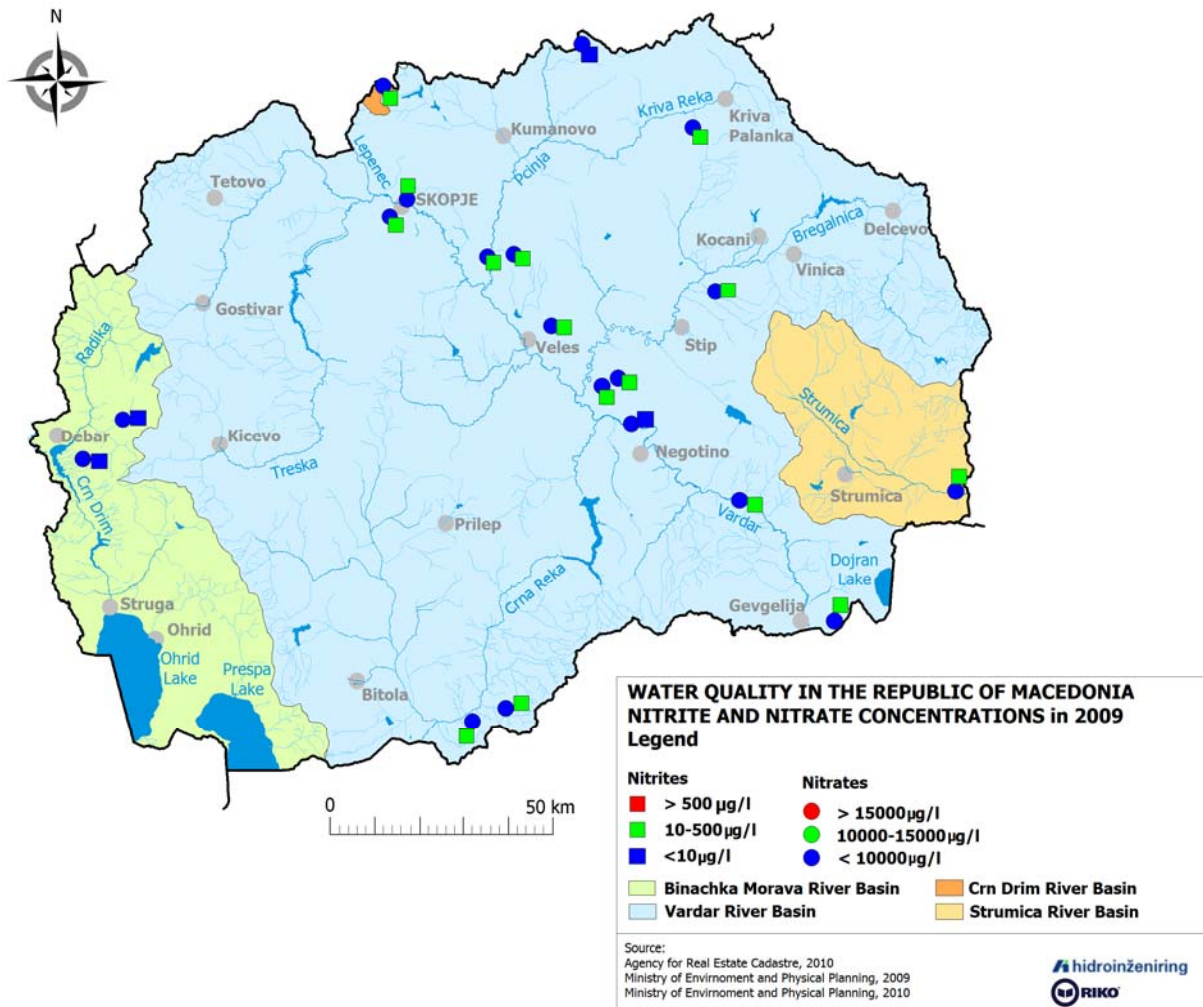 N
Kriva Reka
Kriva
Palanka
Kumanovo
Pcinja
Lepenec
Tetovo
SKOPJE
Bregalnica
Delcevo
Kocani
Vinica
Gostivar
Radika
Veles
Stip
Strumica
Debar
Kicevo
Treska
Negotino
Strumica
Crn Drim
Prilep
Vardar
Dojran
Lake
Crna Reka
Gevgelija
Struga
Ohrid
Ohrid
Lake
Prespa
Lake
Bitola
0 50 km
WATER QUALITY IN THE REPUBLIC OF MACEDONIA
NITRITE AND NITRATE CONCENTRATIONS in 2009
Legend
Nitrites Nitrates
> 500 µg/l > 15000µg/l
10-500µg/l 10000-15000µg/l
<10µg/l < 10000µg/l
Binachka Morava River Basin Crn Drim River Basin
Vardar River Basin Strumica River Basin
Source:
Agency for Real Estate Cadastre, 2010
Ministry of Envirnoment and Physical Planning, 2009
Ministry of Envirnoment and Physical Planning, 2010
hidroinženiring
RIKO